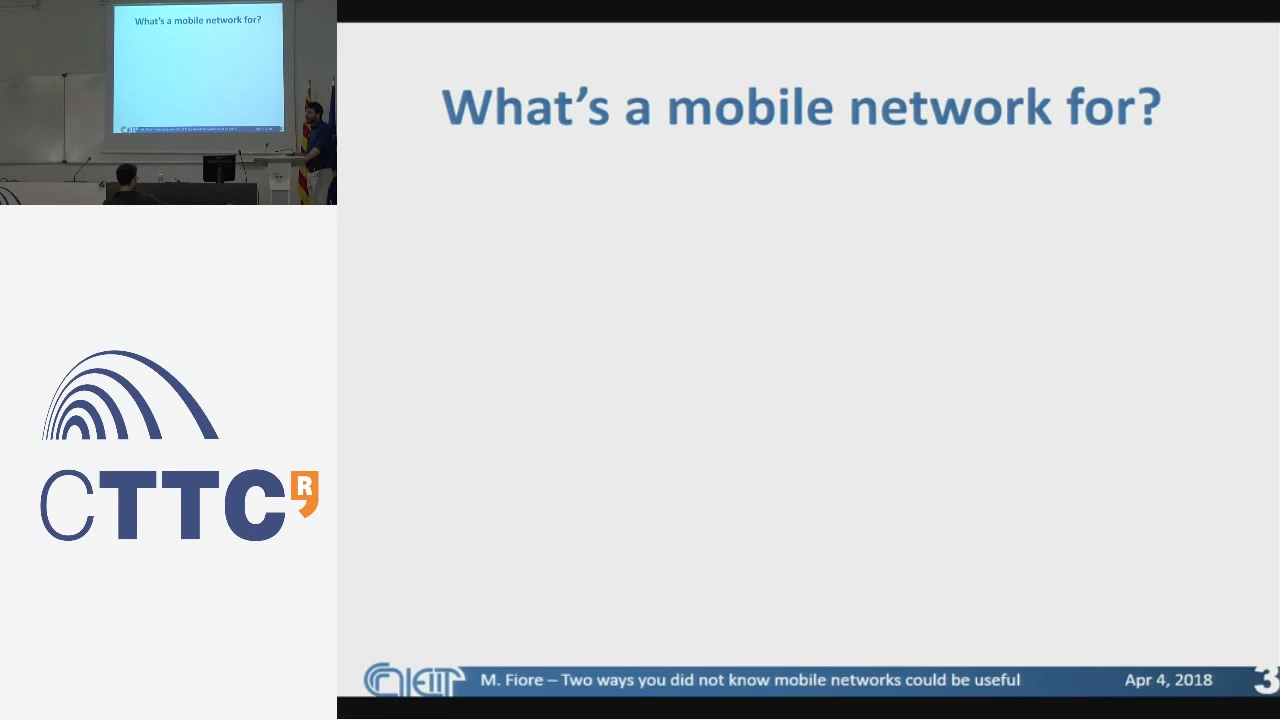 What's a mobile network for?
What's a mobile network for?
CTTC
R
M. Fiore – Two ways you did not know mobile networks could be useful
Apr 4, 2018
3